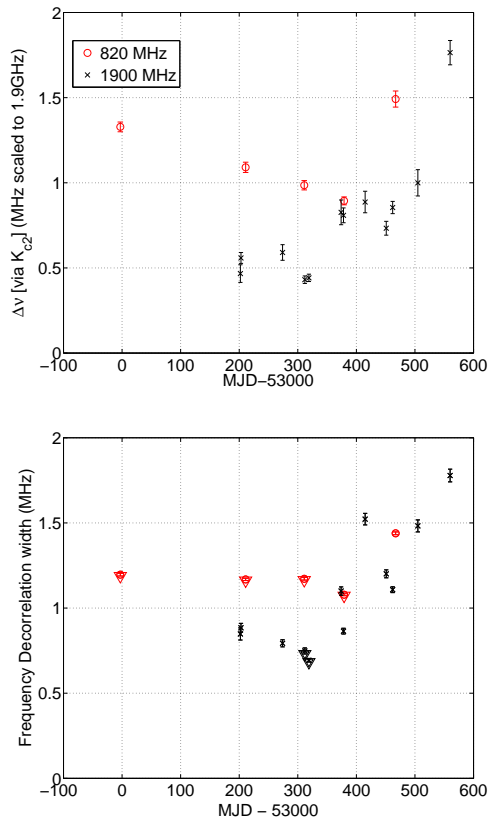 2
820 MHz
1900 MHz
1.5
1
0.5
0
Δν [via K_c2] (MHz scaled to 1.9GHz)
−100 0 100 200 300 400 500 600
MJD−53000
2
1.5
1
0.5
0
Frequency Decorrelation width (MHz)
−100 0 100 200 300 400 500 600
MJD − 53000